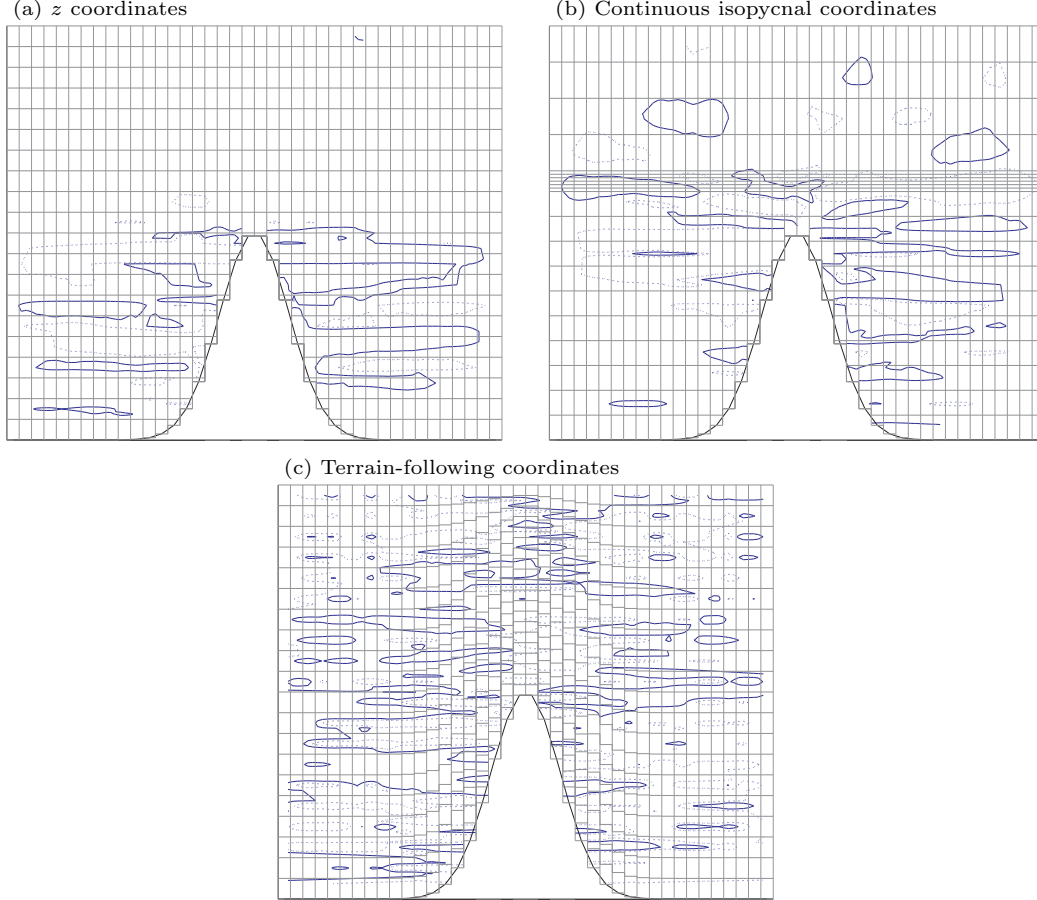 (a) z coordinates
(b) Continuous isopycnal coordinates
(c) Terrain-following coordinates